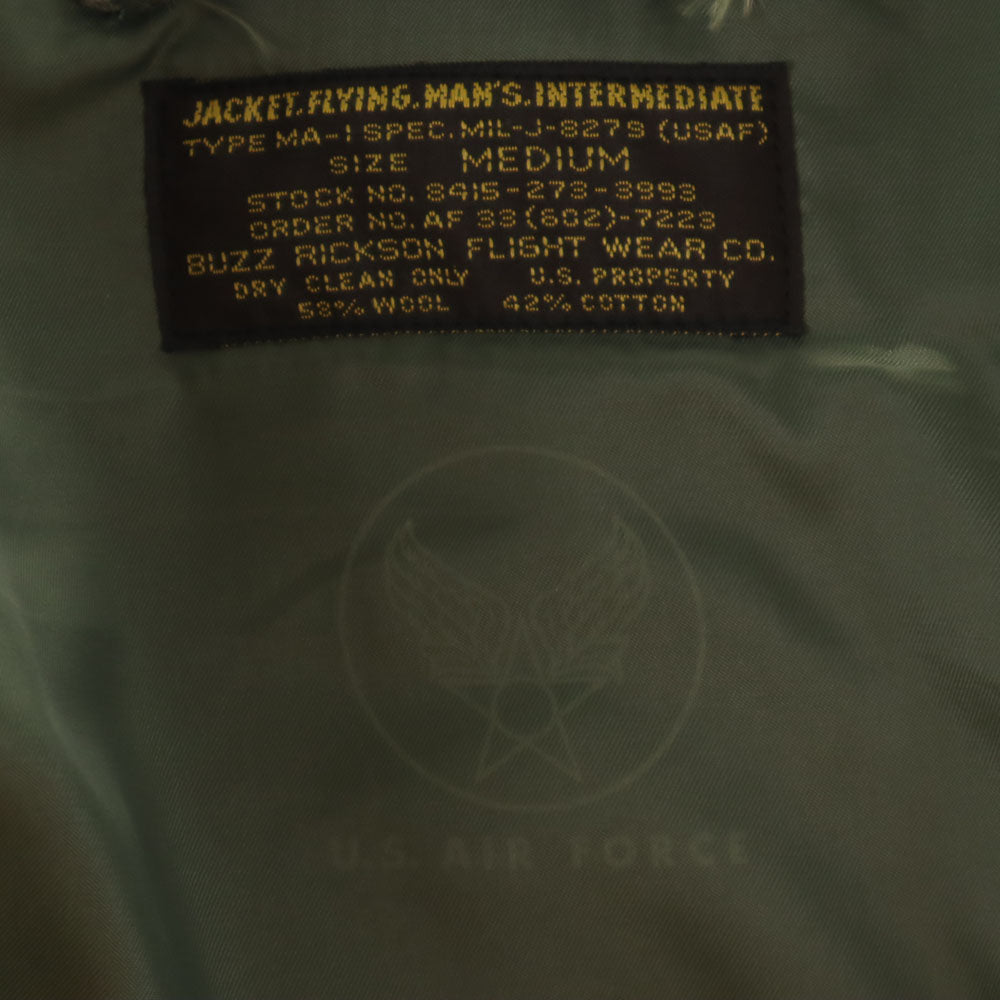 JACKET, FLYING, MAN'S, INTERMEDIATE
TYPE MA-1 SPEC. MIL-J-8279 (USAF)
SIZE MEDIUM
STOCK NO. 8415-273-3993
ORDER NO. AF 33 (602)-7223
BUZZ RICKSON FLIGHT WEAR CO.
DRY CLEAN ONLY U.S. PROPERTY
58% WOOL 42% COTTON
U.S. AIR FORCE